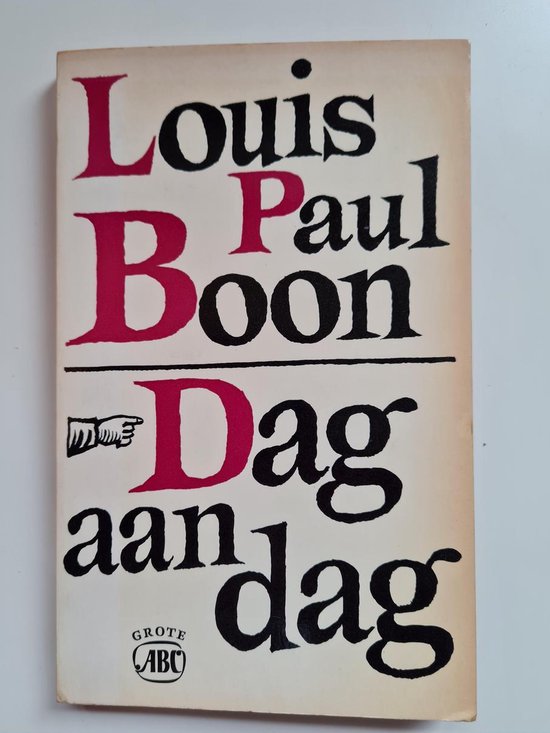 Louis
Paul
Boon
Dag
aan
dag
GROTE
ABC